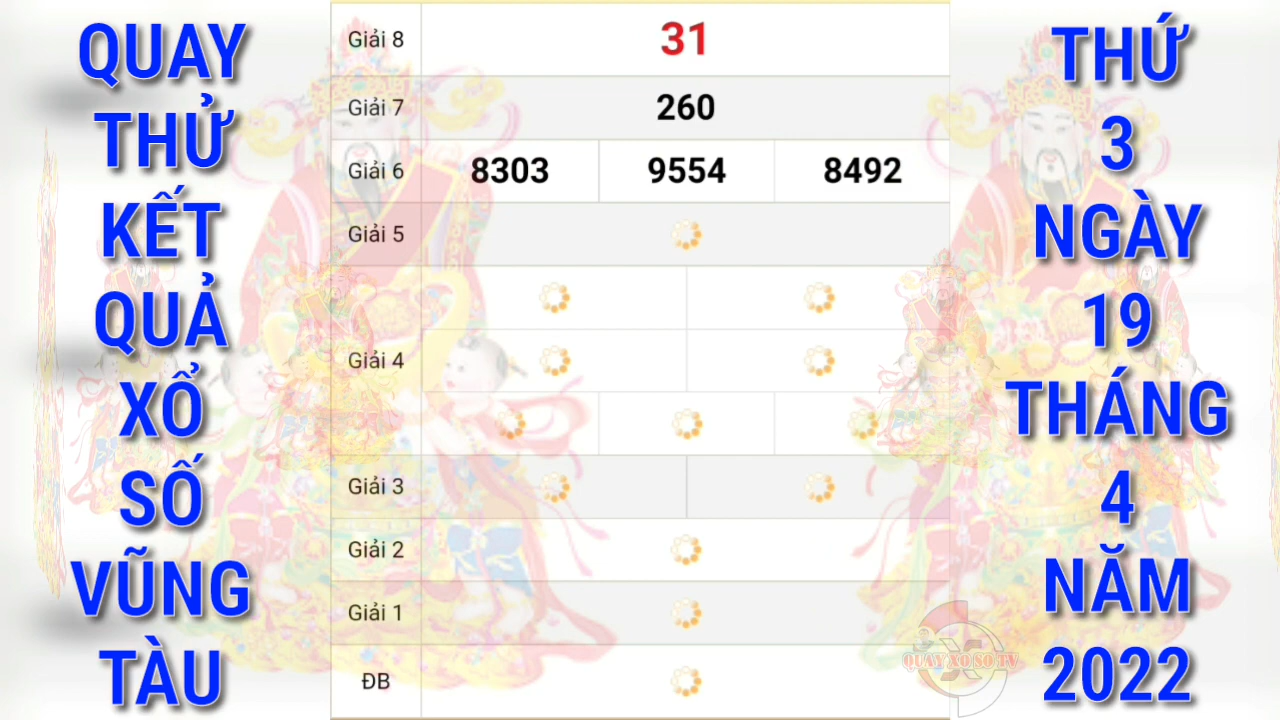 QUAY
THỬ
KẾT
QUẢ
XỔ
SỐ
VŨNG
TÀU
Giải 8 31
Giải 7 260
Giải 6 8303 9554 8492
Giải 5
Giải 4
Giải 3
Giải 2
Giải 1
ĐB
THỨ
3
NGÀY
19
THÁNG
4
NĂM
2022
QUAY XO SO TV